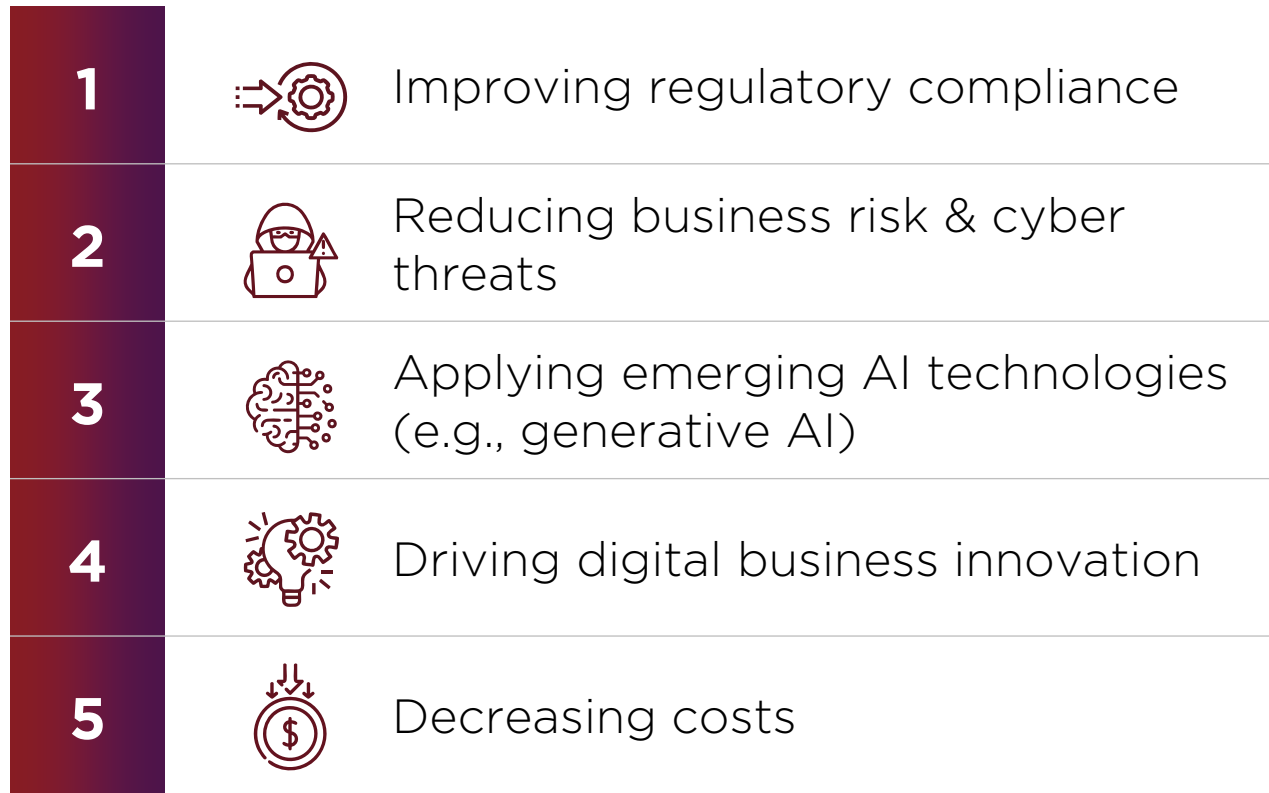 1
Improving regulatory compliance
2
Reducing business risk & cyber
threats
3
Applying emerging AI technologies
(e.g., generative AI)
4
Driving digital business innovation
5
Decreasing costs
$